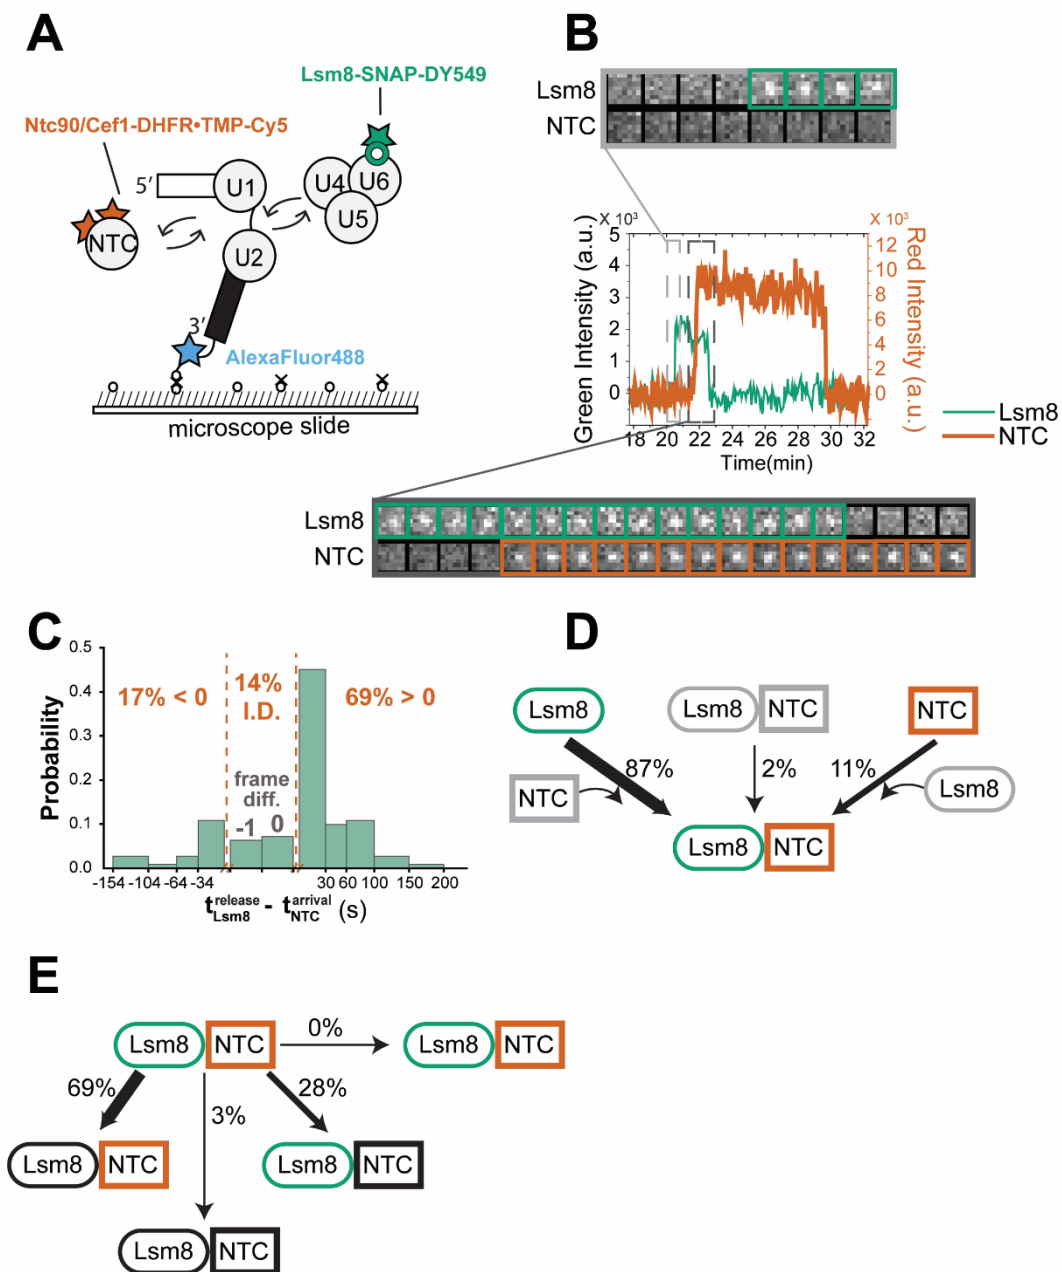 A
Lsm8-SNAP-DY549
Ntc90/Cef1-DHFR•TMP-Cy5
5′
U1
U4
U6
U5
NTC
U2
3′
AlexaFluor488
microscope slide
B
Lsm8
NTC
X 10³
X 10³
Green Intensity (a.u.)
5
4
3
2
1
0
12
10
8
6
4
2
0
Red Intensity (a.u.)
18 20 22 24 26 28 30 32
Time(min)
Lsm8
NTC
Lsm8
NTC
C
Probability
0.5
0.4
0.3
0.2
0.1
0.0
17% < 0
14%
I.D.
69% > 0
frame
diff.
-1 0
-154 -104 -64 -34 30 60 100 150 200
t release Lsm8 - t arrival NTC (s)
D
Lsm8
Lsm8 NTC
NTC
87%
2%
11%
NTC
Lsm8
Lsm8 NTC
E
Lsm8 NTC
0%
Lsm8 NTC
69%
3%
28%
Lsm8 NTC
Lsm8 NTC
Lsm8 NTC